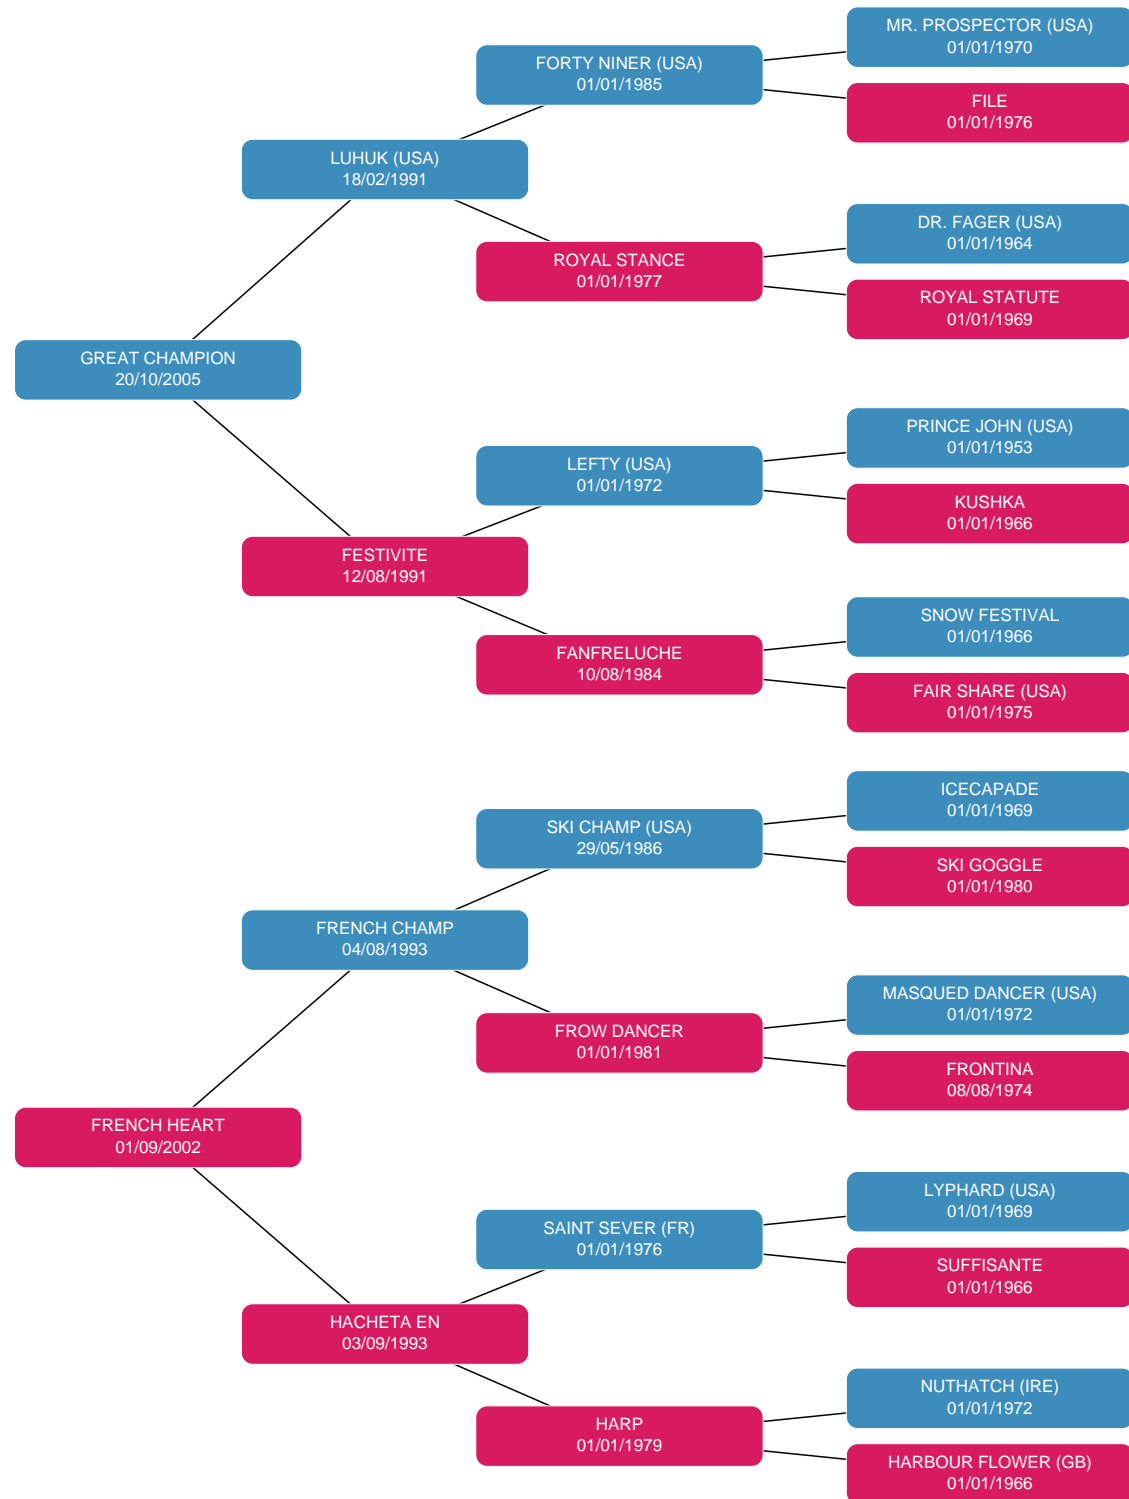 MR. PROSPECTOR (USA)
01/01/1970
FORTY NINER (USA)
01/01/1985
FILE
01/01/1976
LUHUK (USA)
18/02/1991
DR. FAGER (USA)
01/01/1964
ROYAL STANCE
01/01/1977
ROYAL STATUTE
01/01/1969
GREAT CHAMPION
20/10/2005
PRINCE JOHN (USA)
01/01/1953
LEFTY (USA)
01/01/1972
KUSHKA
01/01/1966
FESTIVITE
12/08/1991
SNOW FESTIVAL
01/01/1966
FANFRELUCHE
10/08/1984
FAIR SHARE (USA)
01/01/1975
ICECAPADE
01/01/1969
SKI CHAMP (USA)
29/05/1986
SKI GOGGLE
01/01/1980
FRENCH CHAMP
04/08/1993
MASQUED DANCER (USA)
01/01/1972
FROW DANCER
01/01/1981
FRONTINA
08/08/1974
FRENCH HEART
01/09/2002
LYPHARD (USA)
01/01/1969
SAINT SEVER (FR)
01/01/1976
SUFFISANTE
01/01/1966
HACHETA EN
03/09/1993
NUTHATCH (IRE)
01/01/1972
HARP
01/01/1979
HARBOUR FLOWER (GB)
01/01/1966